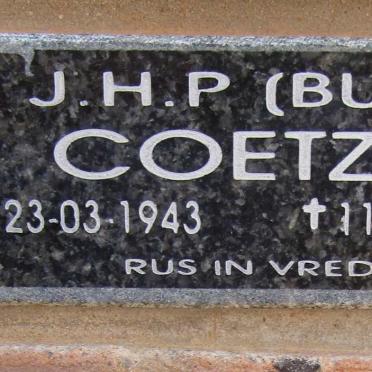 J.H.P (BU
COETZ
23-03-1943 † 11
RUS IN VRED